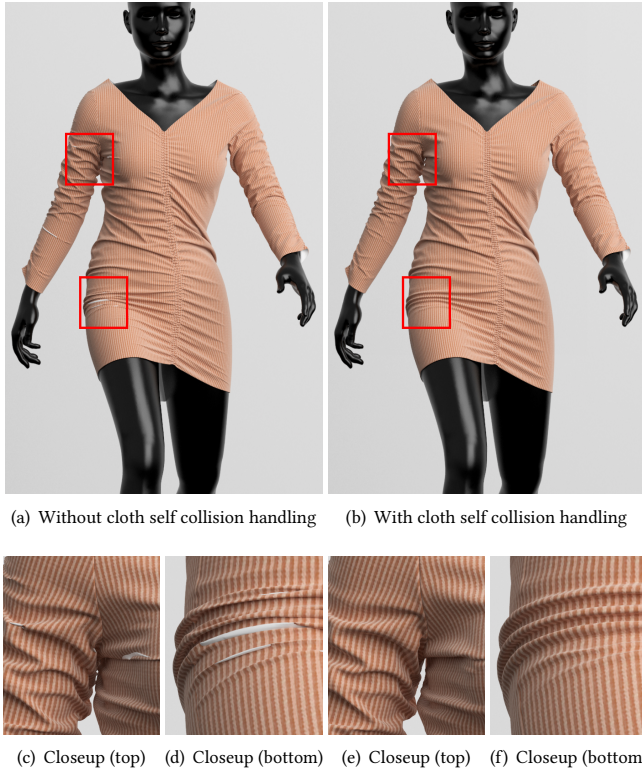 (a) Without cloth self collision handling
(b) With cloth self collision handling
(c) Closeup (top)
(d) Closeup (bottom)
(e) Closeup (top)
(f) Closeup (bottom